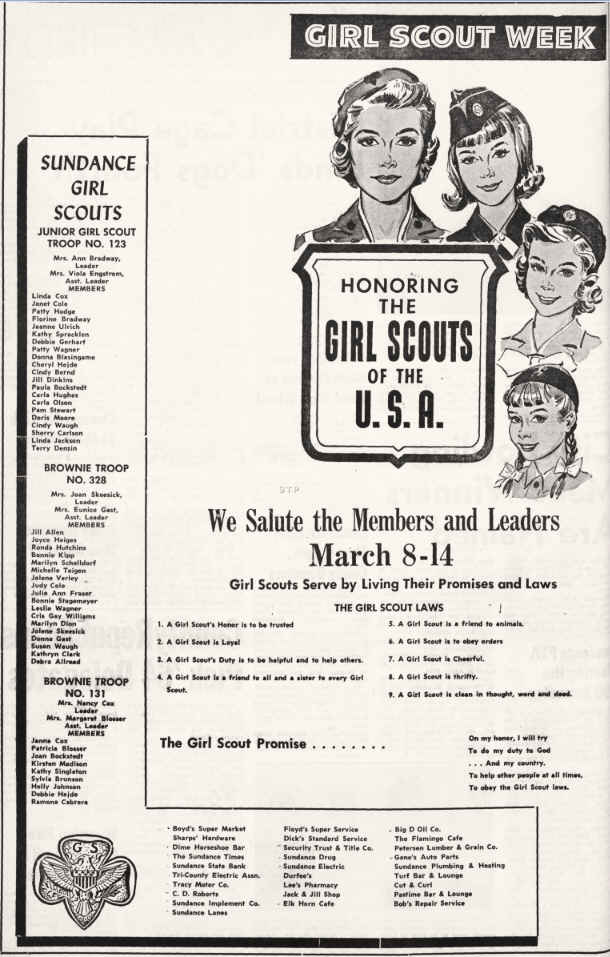 GIRL SCOUT WEEK
HONORING
THE
GIRL SCOUTS
OF THE
U. S. A.
SUNDANCE
GIRL
SCOUTS
JUNIOR GIRL SCOUT
TROOP NO. 123
Mrs. Ann Bradway,
Leader
Mrs. Viola Engstrom,
Asst. Leader
MEMBERS
Linda Cox
Janet Cole
Patty Hodge
Florine Bradway
Jeanne Ulrich
Kathy Spracklen
Debbie Gerhart
Patty Wagner
Donna Blasingame
Cheryl Hejde
Cindy Bernd
Jill Dinkins
Paula Backstedt
Carla Hughes
Carla Olson
Pam Stewart
Doris Moore
Cindy Waugh
Sherry Carlson
Linda Jackson
Terry Denzin
BROWNIE TROOP
NO. 328
Mrs. Joan Skeesick,
Leader
Mrs. Eunice Gast,
Asst. Leader
MEMBERS
Jill Allen
Joyce Helges
Ronda Hutchins
Bonnie Kipp
Marilyn Schelldorf
Michelle Teigen
Jolene Varley
Judy Cole
Julie Ann Fraser
Bonnie Stagemeyer
Leslie Wagner
Cris Gay Williams
Marilyn Dion
Jolene Skeesick
Donna Gast
Susan Waugh
Kathryn Clark
Debra Allread
BROWNIE TROOP
NO. 131
Mrs. Nancy Cox
Leader
Mrs. Margaret Blosser
Asst. Leader
MEMBERS
Janna Cox
Patricia Blosser
Joan Backstedt
Kirsten Madison
Kathy Singleton
Sylvia Brunson
Holly Johnson
Debbie Hejde
Ramona Cabrera
STP
We Salute the Members and Leaders
March 8-14
Girl Scouts Serve by Living Their Promises and Laws
THE GIRL SCOUT LAWS
1. A Girl Scout's Honor is to be trusted
2. A Girl Scout is Loyal
3. A Girl Scout's Duty is to be helpful and to help others.
4. A Girl Scout is a friend to all and a sister to every Girl
Scout.
5. A Girl Scout is a friend to animals.
6. A Girl Scout is to obey orders
7. A Girl Scout is Cheerful.
8. A Girl Scout is thrifty.
9. A Girl Scout is clean in thought, word and deed.
The Girl Scout Promise . . . . . . . .
On my honor, I will try
To do my duty to God
. . . And my country,
To help other people at all times,
To obey the Girl Scout laws.
G S
Boyd's Super Market
Sharps' Hardware
Dime Horseshoe Bar
The Sundance Times
Sundance State Bank
Tri-County Electric Assn.
Tracy Motor Co.
C. D. Roberts
Sundance Implement Co.
Sundance Lanes
Floyd's Super Service
Dick's Standard Service
Security Trust & Title Co.
Sundance Drug
Sundance Electric
Durfee's
Lee's Pharmacy
Jack & Jill Shop
Elk Horn Cafe
Big D Oil Co.
The Flamingo Cafe
Petersen Lumber & Grain Co.
Gene's Auto Parts
Sundance Plumbing & Heating
Turf Bar & Lounge
Cut & Curl
Pastime Bar & Lounge
Bob's Repair Service